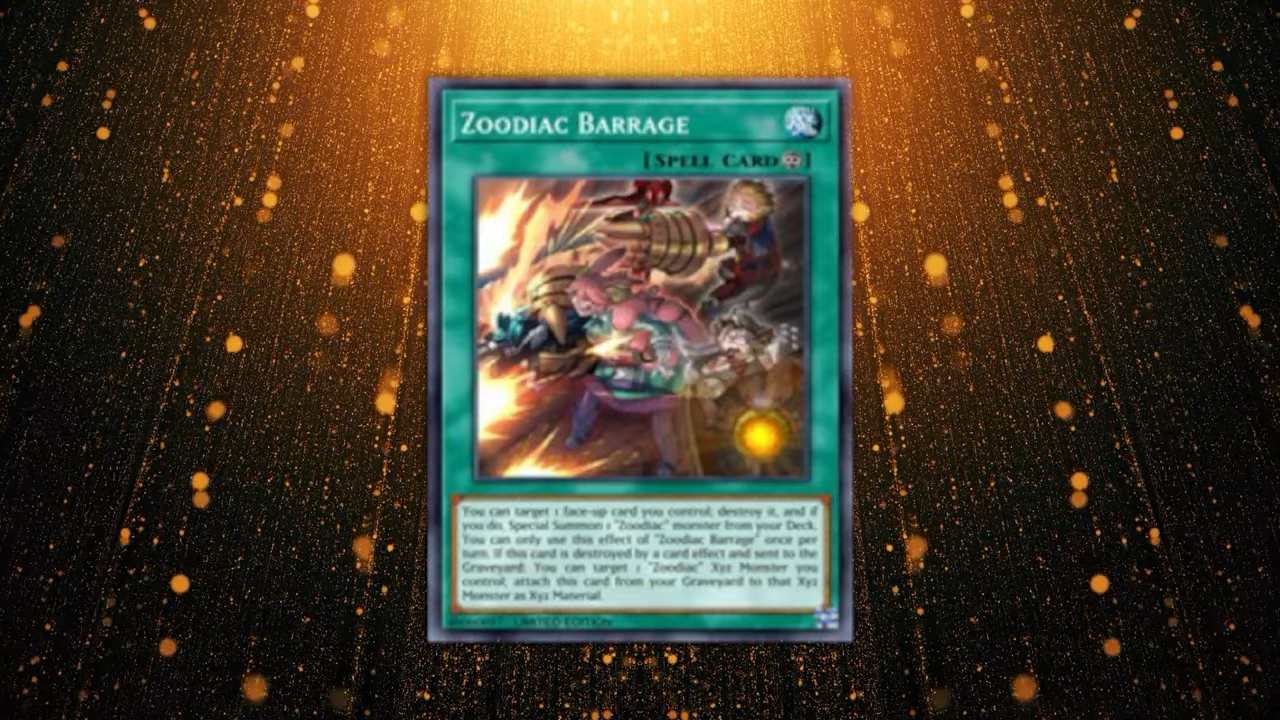 Zoodiac Barrage
[Spell Card]
You can target 1 face-up card you control; destroy it, and if
you do, Special Summon 1 "Zoodiac" monster from your Deck.
You can only use this effect of "Zoodiac Barrage" once per
turn. If this card is destroyed by a card effect and sent to the
Graveyard: You can target 1 "Zoodiac" Xyz Monster you
control; attach this card from your Graveyard to that Xyz
Monster as Xyz Material.
LIMITED EDITION